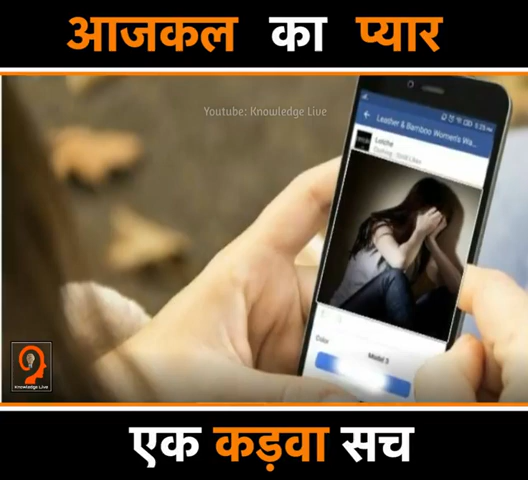 आजकल का प्यार
Youtube: Knowledge Live
Leather & Bamboo Women's Wa...
Color
Model 3
Knowledge Live
एक कड़वा सच